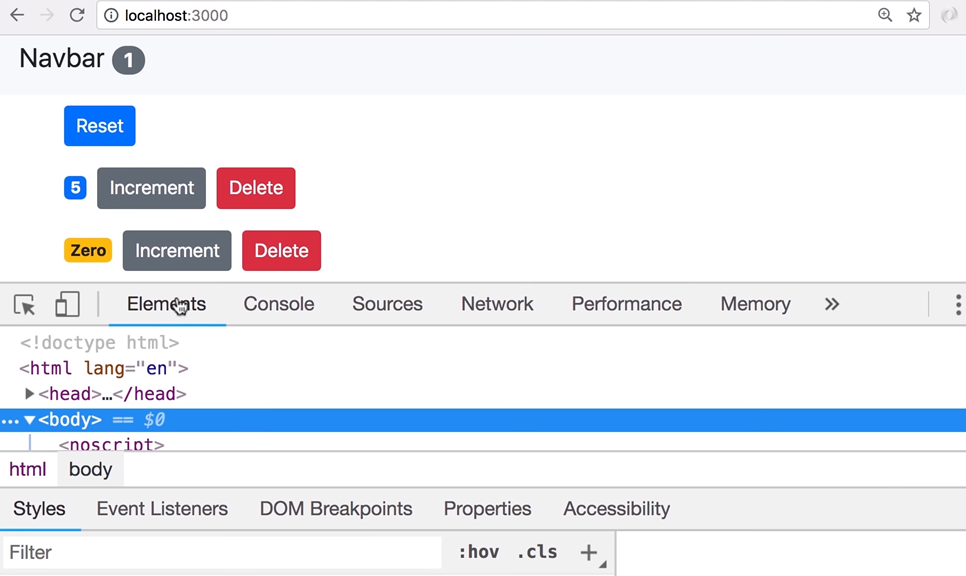 localhost:3000
Navbar 1
Reset
5 Increment Delete
Zero Increment Delete
Elements Console Sources Network Performance Memory »
<!doctype html>
<html lang="en">
▶<head>…</head>
…▼<body> == $0
<noscript>
html body
Styles Event Listeners DOM Breakpoints Properties Accessibility
Filter :hov .cls +